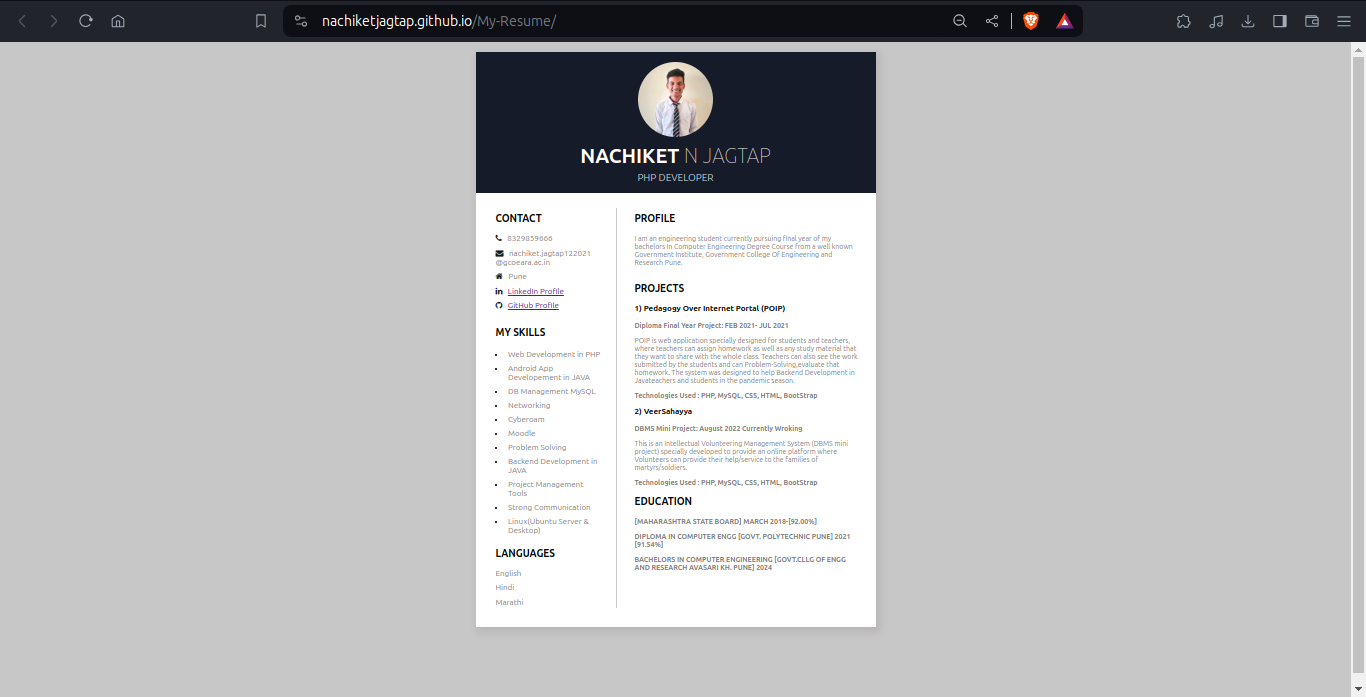 nachiketjagtap.github.io/My-Resume/
NACHIKET N JAGTAP
PHP DEVELOPER
CONTACT
8329859666
nachiket.jagtap122021
@gcoeara.ac.in
Pune
LinkedIn Profile
GitHub Profile
MY SKILLS
Web Development in PHP
Android App
Developement in JAVA
DB Management MySQL
Networking
Cyberoam
Moodle
Problem Solving
Backend Development in
JAVA
Project Management
Tools
Strong Communication
Linux(Ubuntu Server &
Desktop)
LANGUAGES
English
Hindi
Marathi
PROFILE
I am an engineering student currently pursuing final year of my
bachelors in Computer Engineering Degree Course from a well known
Government Institute, Government College Of Engineering and
Research Pune.
PROJECTS
1) Pedagogy Over Internet Portal (POIP)
Diploma Final Year Project: FEB 2021- JUL 2021
POIP is web application specially designed for students and teachers,
where teachers can assign homework as well as any study material that
they want to share with the whole class. Teachers can also see the work
submitted by the students and can Problem-Solving,evaluate that
homework. The system was designed to help Backend Development in
Javateachers and students in the pandemic season.
Technologies Used : PHP, MySQL, CSS, HTML, BootStrap
2) VeerSahayya
DBMS Mini Project: August 2022 Currently Wroking
This is an Intellectual Volunteering Management System (DBMS mini
project) specially developed to provide an online platform where
Volunteers can provide their help/service to the families of
martyrs/soldiers.
Technologies Used : PHP, MySQL, CSS, HTML, BootStrap
EDUCATION
[MAHARASHTRA STATE BOARD] MARCH 2018-[92.00%]
DIPLOMA IN COMPUTER ENGG [GOVT. POLYTECHNIC PUNE] 2021
[91.54%]
BACHELORS IN COMPUTER ENGINEERING [GOVT.CLLG OF ENGG
AND RESEARCH AVASARI KH. PUNE] 2024